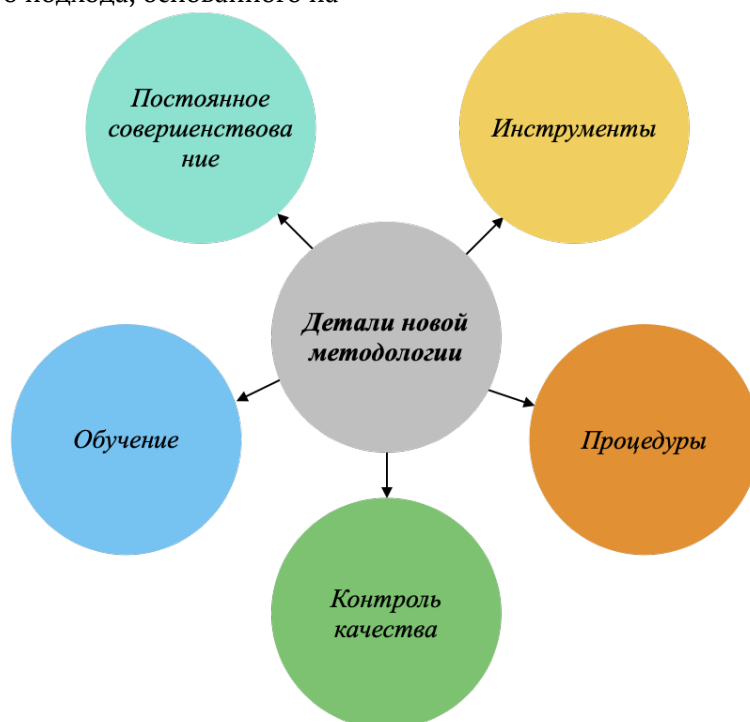 подхода, основанного на
Постоянное
совершенствова
ние
Инструменты
Детали новой
методологии
Обучение
Процедуры
Контроль
качества